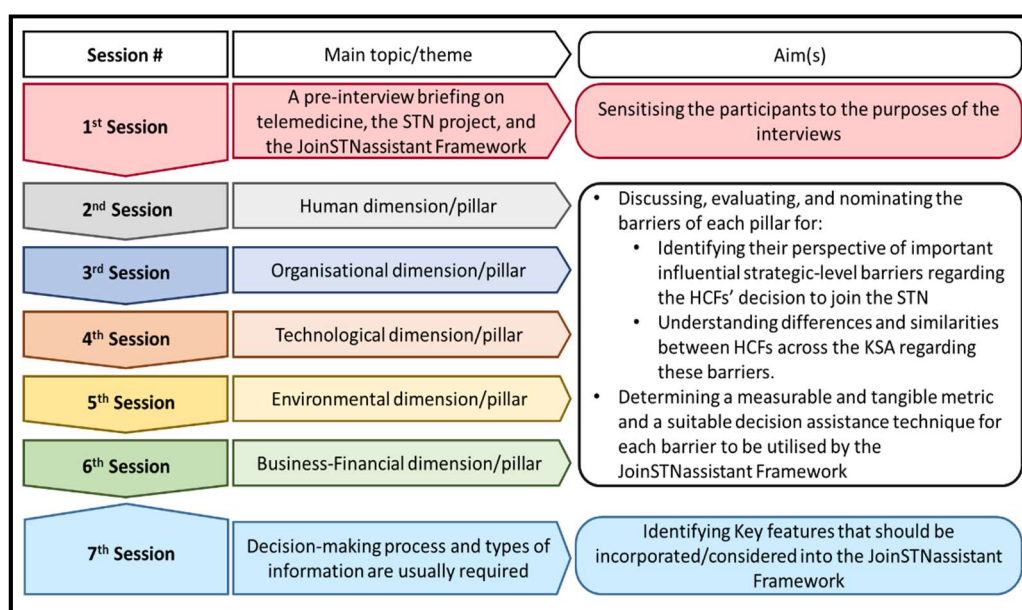 Session #
Main topic/theme
Aim(s)
1st Session
A pre-interview briefing on
telemedicine, the STN project, and
the JoinSTNassistant Framework
Sensitising the participants to the purposes of the
interviews
2nd Session
Human dimension/pillar
3rd Session
Organisational dimension/pillar
4th Session
Technological dimension/pillar
5th Session
Environmental dimension/pillar
6th Session
Business-Financial dimension/pillar
• Discussing, evaluating, and nominating the
barriers of each pillar for:
• Identifying their perspective of important
influential strategic-level barriers regarding
the HCFs' decision to join the STN
• Understanding differences and similarities
between HCFs across the KSA regarding
these barriers.
• Determining a measurable and tangible metric
and a suitable decision assistance technique for
each barrier to be utilised by the
JoinSTNassistant Framework
7th Session
Decision-making process and types of
information are usually required
Identifying Key features that should be
incorporated/considered into the JoinSTNassistant
Framework